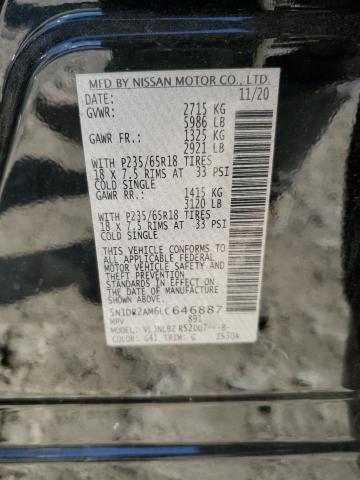 MFD BY NISSAN MOTOR CO., LTD.
DATE: 11/20
GVWR: 2715 KG
5986 LB
GAWR FR.: 1325 KG
2921 LB
WITH P235/65R18 TIRES
18 x 7.5 RIMS AT 33 PSI
COLD SINGLE
GAWR RR.: 1415 KG
3120 LB
WITH P235/65R18 TIRES
18 x 7.5 RIMS AT 33 PSI
COLD SINGLE
THIS VEHICLE CONFORMS TO
ALL APPLICABLE FEDERAL
MOTOR VEHICLE SAFETY
STANDARDS IN EFFECT ON
THE DATE OF MANUFACTURE
SHOWN ABOVE.
5N1DR2AM6LC646887
MPV 891
MODEL:
COLOR: G41 TRIM: G 2530A